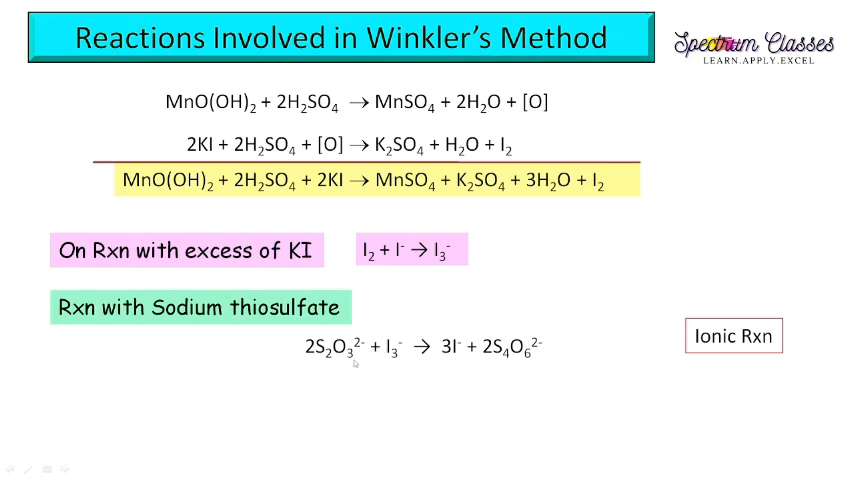 Reactions Involved in Winkler's Method
Spectrum Classes
LEARN.APPLY.EXCEL
MnO(OH)₂ + 2H₂SO₄ → MnSO₄ + 2H₂O + [O]
2KI + 2H₂SO₄ + [O] → K₂SO₄ + H₂O + I₂
MnO(OH)₂ + 2H₂SO₄ + 2KI → MnSO₄ + K₂SO₄ + 3H₂O + I₂
On Rxn with excess of KI
I₂ + I⁻ → I₃⁻
Rxn with Sodium thiosulfate
2S₂O₃²⁻ + I₃⁻ → 3I⁻ + 2S₄O₆²⁻
Ionic Rxn